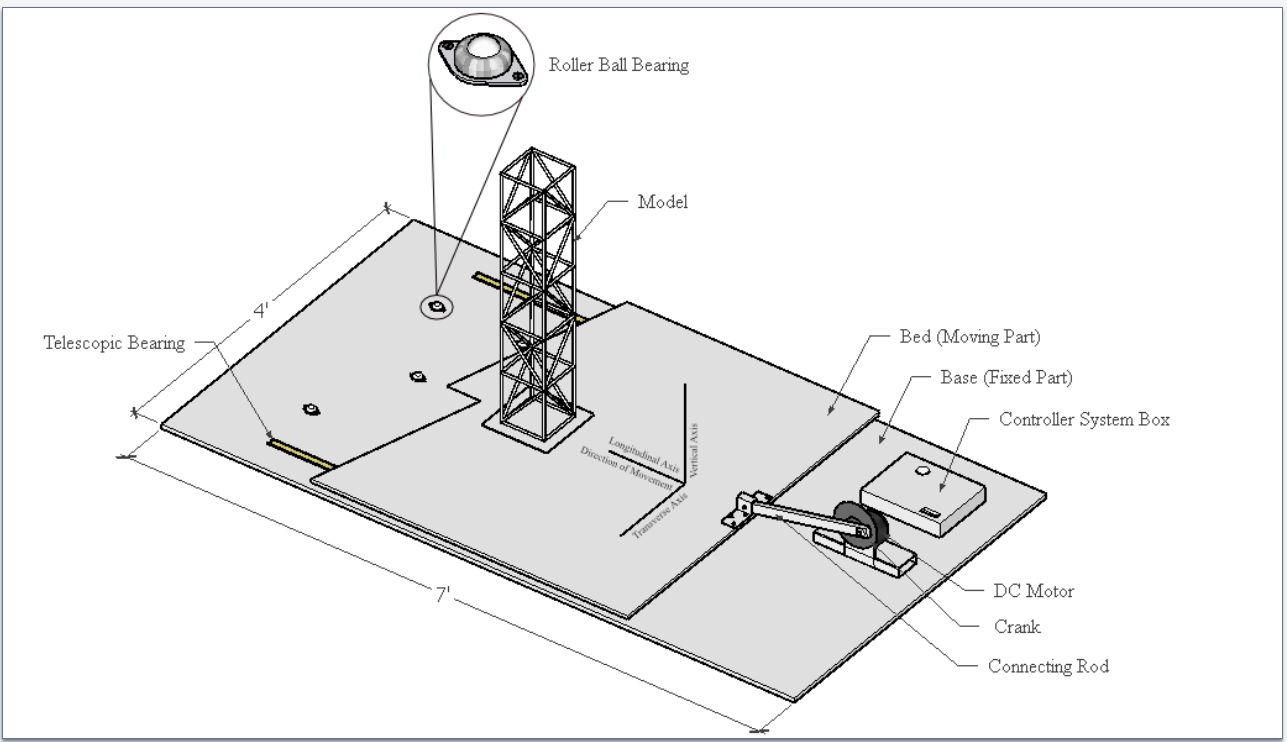 Roller Ball Bearing
Model
4'
Telescopic Bearing
Bed (Moving Part)
Base (Fixed Part)
Controller System Box
Longitudinal Axis
Direction of Movement
Vertical Axis
Transverse Axis
7'
DC Motor
Crank
Connecting Rod